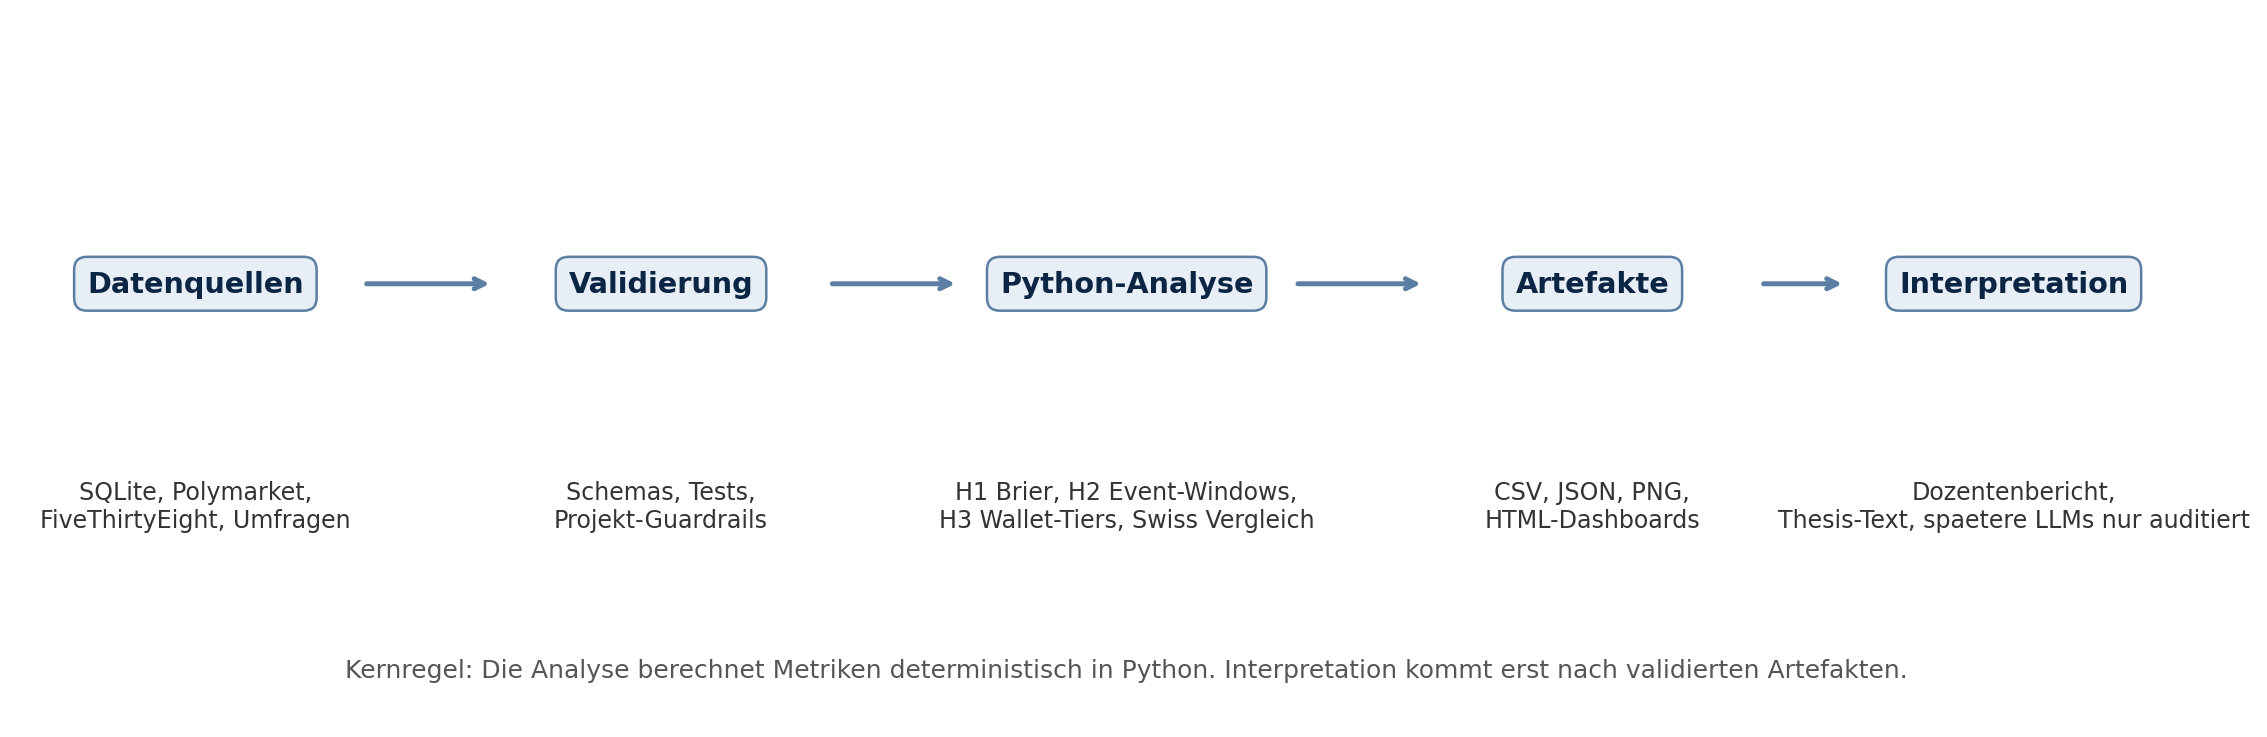 Datenquellen
Validierung
Python-Analyse
Artefakte
Interpretation
SQLite, Polymarket,
FiveThirtyEight, Umfragen
Schemas, Tests,
Projekt-Guardrails
H1 Brier, H2 Event-Windows,
H3 Wallet-Tiers, Swiss Vergleich
CSV, JSON, PNG,
HTML-Dashboards
Dozentenbericht,
Thesis-Text, spaetere LLMs nur auditiert
Kernregel: Die Analyse berechnet Metriken deterministisch in Python. Interpretation kommt erst nach validierten Artefakten.